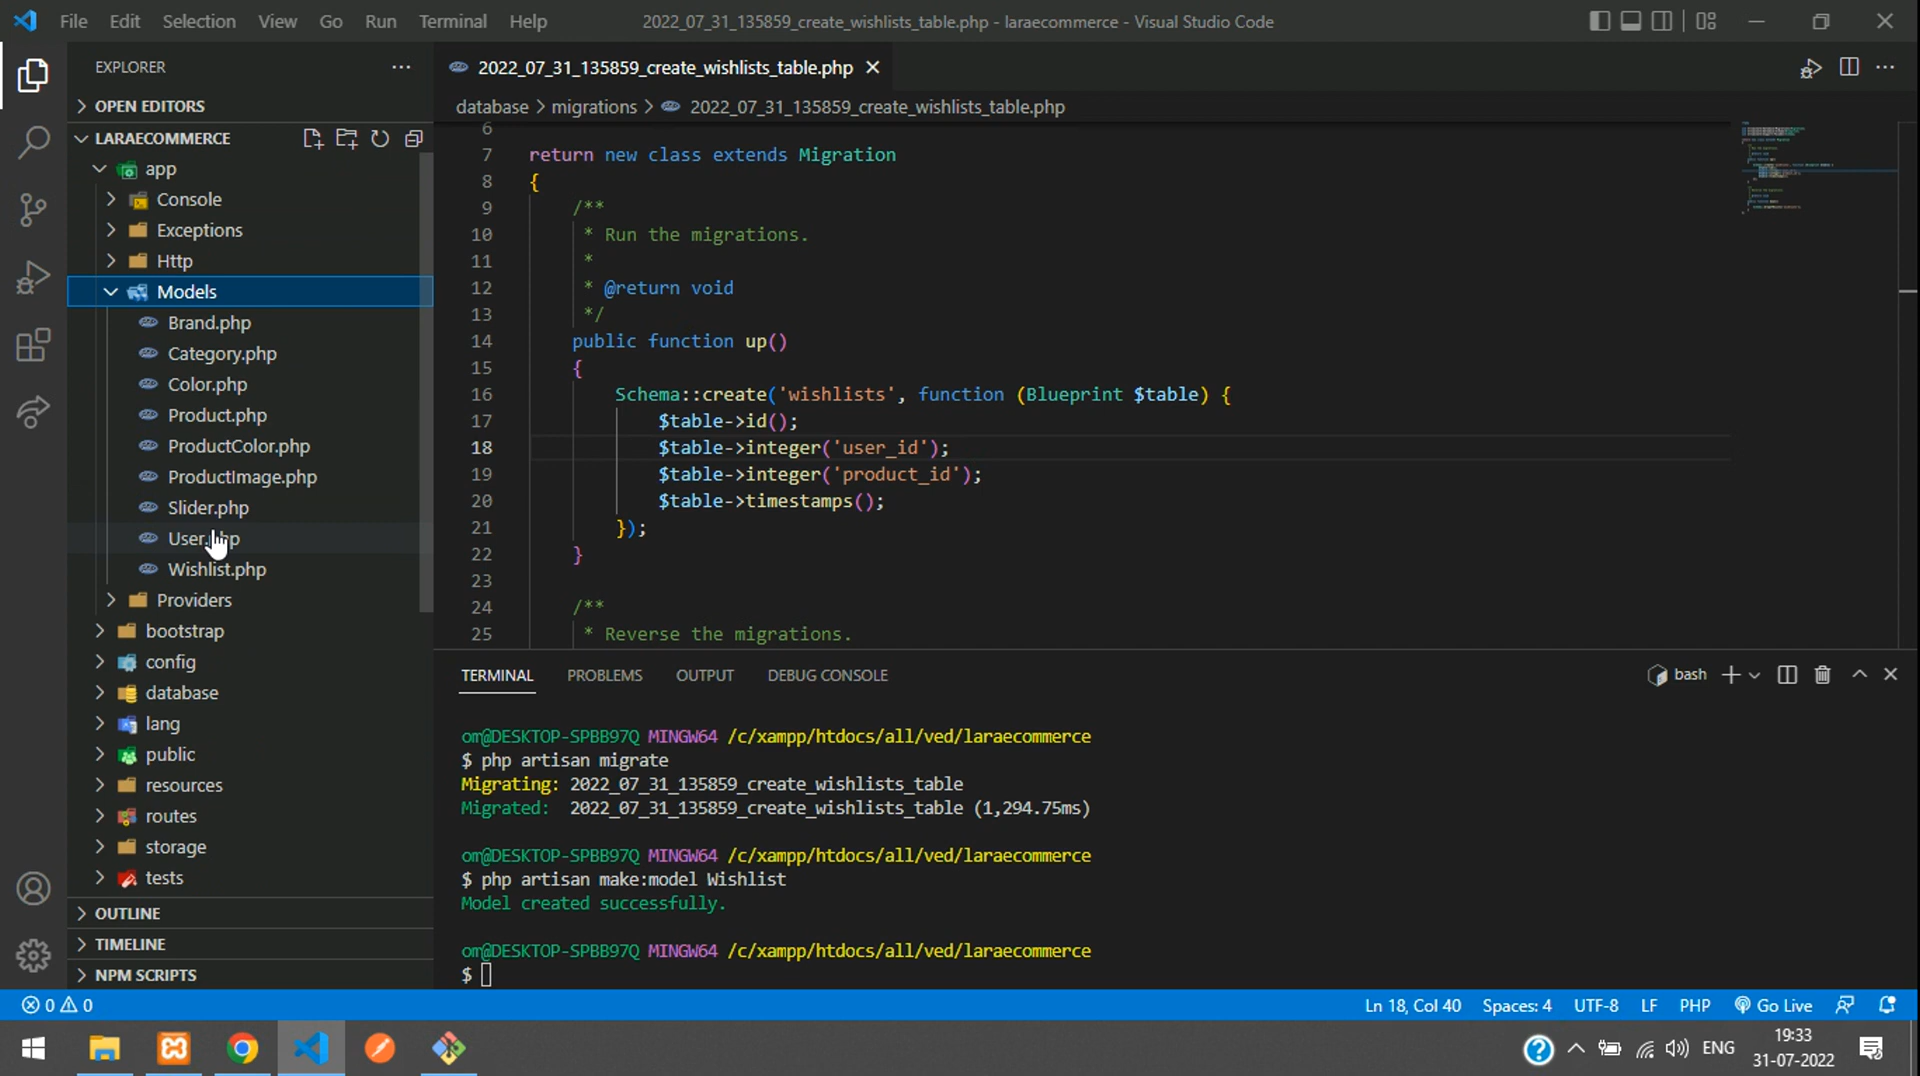 File Edit Selection View Go Run Terminal Help
2022_07_31_135859_create_wishlists_table.php - laraecommerce - Visual Studio Code
EXPLORER
OPEN EDITORS
LARAECOMMERCE
app
Console
Exceptions
Http
Models
Brand.php
Category.php
Color.php
Product.php
ProductColor.php
ProductImage.php
Slider.php
User.php
Wishlist.php
Providers
bootstrap
config
database
lang
public
resources
routes
storage
tests
OUTLINE
TIMELINE
NPM SCRIPTS
2022_07_31_135859_create_wishlists_table.php
database > migrations > 2022_07_31_135859_create_wishlists_table.php
6
7 return new class extends Migration
8 {
9 /**
10 * Run the migrations.
11 *
12 * @return void
13 */
14 public function up()
15 {
16 Schema::create('wishlists', function (Blueprint $table) {
17 $table->id();
18 $table->integer('user_id');
19 $table->integer('product_id');
20 $table->timestamps();
21 });
22 }
23
24 /**
25 * Reverse the migrations.
TERMINAL PROBLEMS OUTPUT DEBUG CONSOLE
bash
om@DESKTOP-SPBB97Q MINGW64 /c/xampp/htdocs/all/ved/laraecommerce
$ php artisan migrate
Migrating: 2022_07_31_135859_create_wishlists_table
Migrated: 2022_07_31_135859_create_wishlists_table (1,294.75ms)
om@DESKTOP-SPBB97Q MINGW64 /c/xampp/htdocs/all/ved/laraecommerce
$ php artisan make:model Wishlist
Model created successfully.
om@DESKTOP-SPBB97Q MINGW64 /c/xampp/htdocs/all/ved/laraecommerce
$
0 0
Ln 18, Col 40 Spaces: 4 UTF-8 LF PHP Go Live
ENG
19:33
31-07-2022